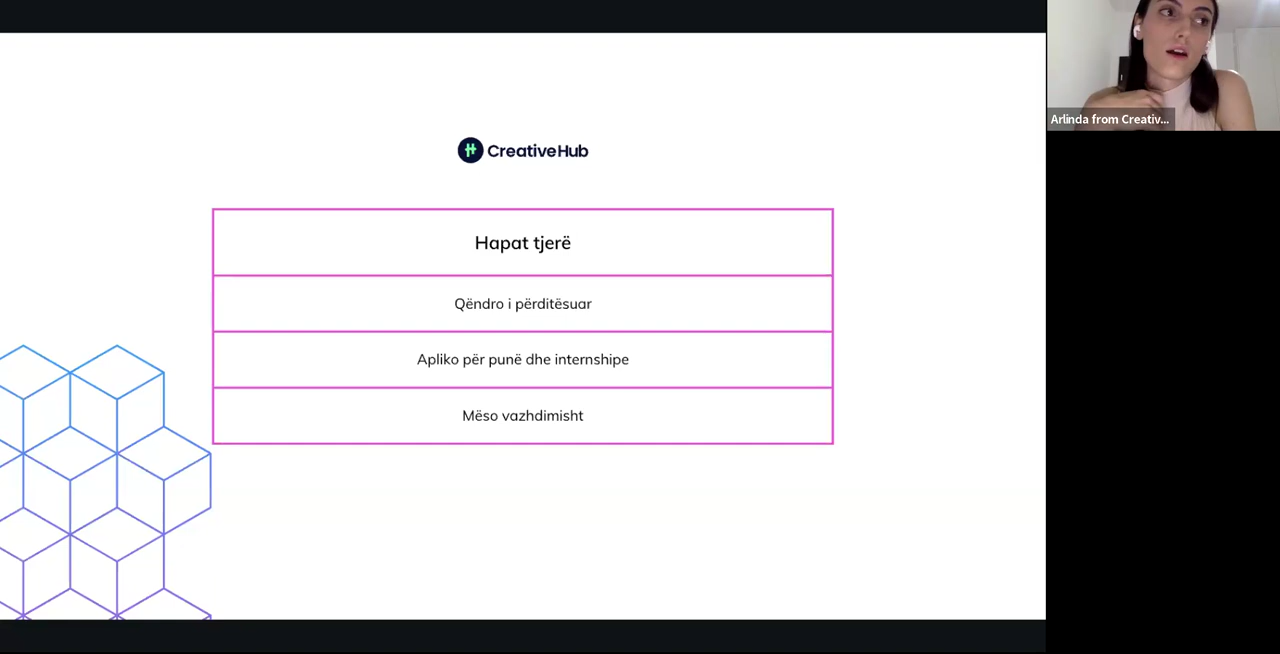 CreativeHub
Hapat tjerë
Qëndro i përditësuar
Apliko për punë dhe internshipe
Mëso vazhdimisht
Arlinda from Creativ...